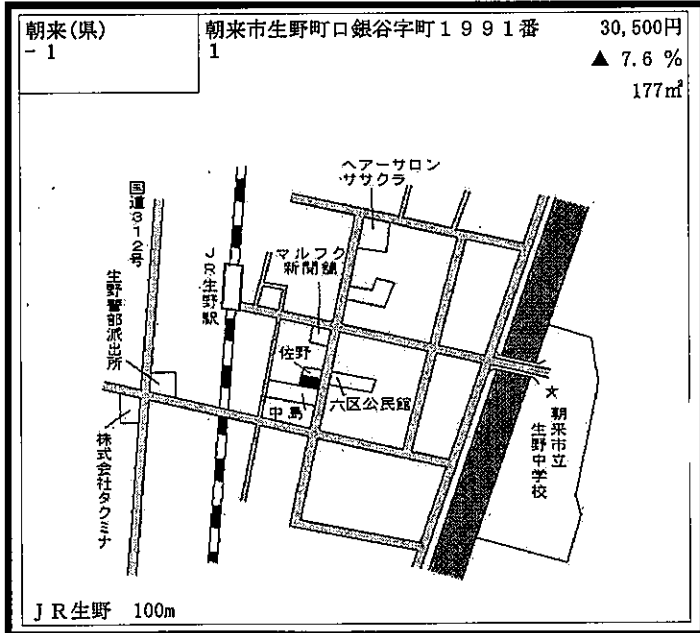 朝来(県)
-1
朝来市生野町口銀谷字町1991番
1
30,500円
▲ 7.6 %
177㎡
ヘアーサロン
ササクラ
国道312号
JR生野駅
マルフク
新聞舗
生野警部派出所
佐野
中島
六区公民館
株式会社タクミナ
朝来市立
生野中学校
JR生野 100m